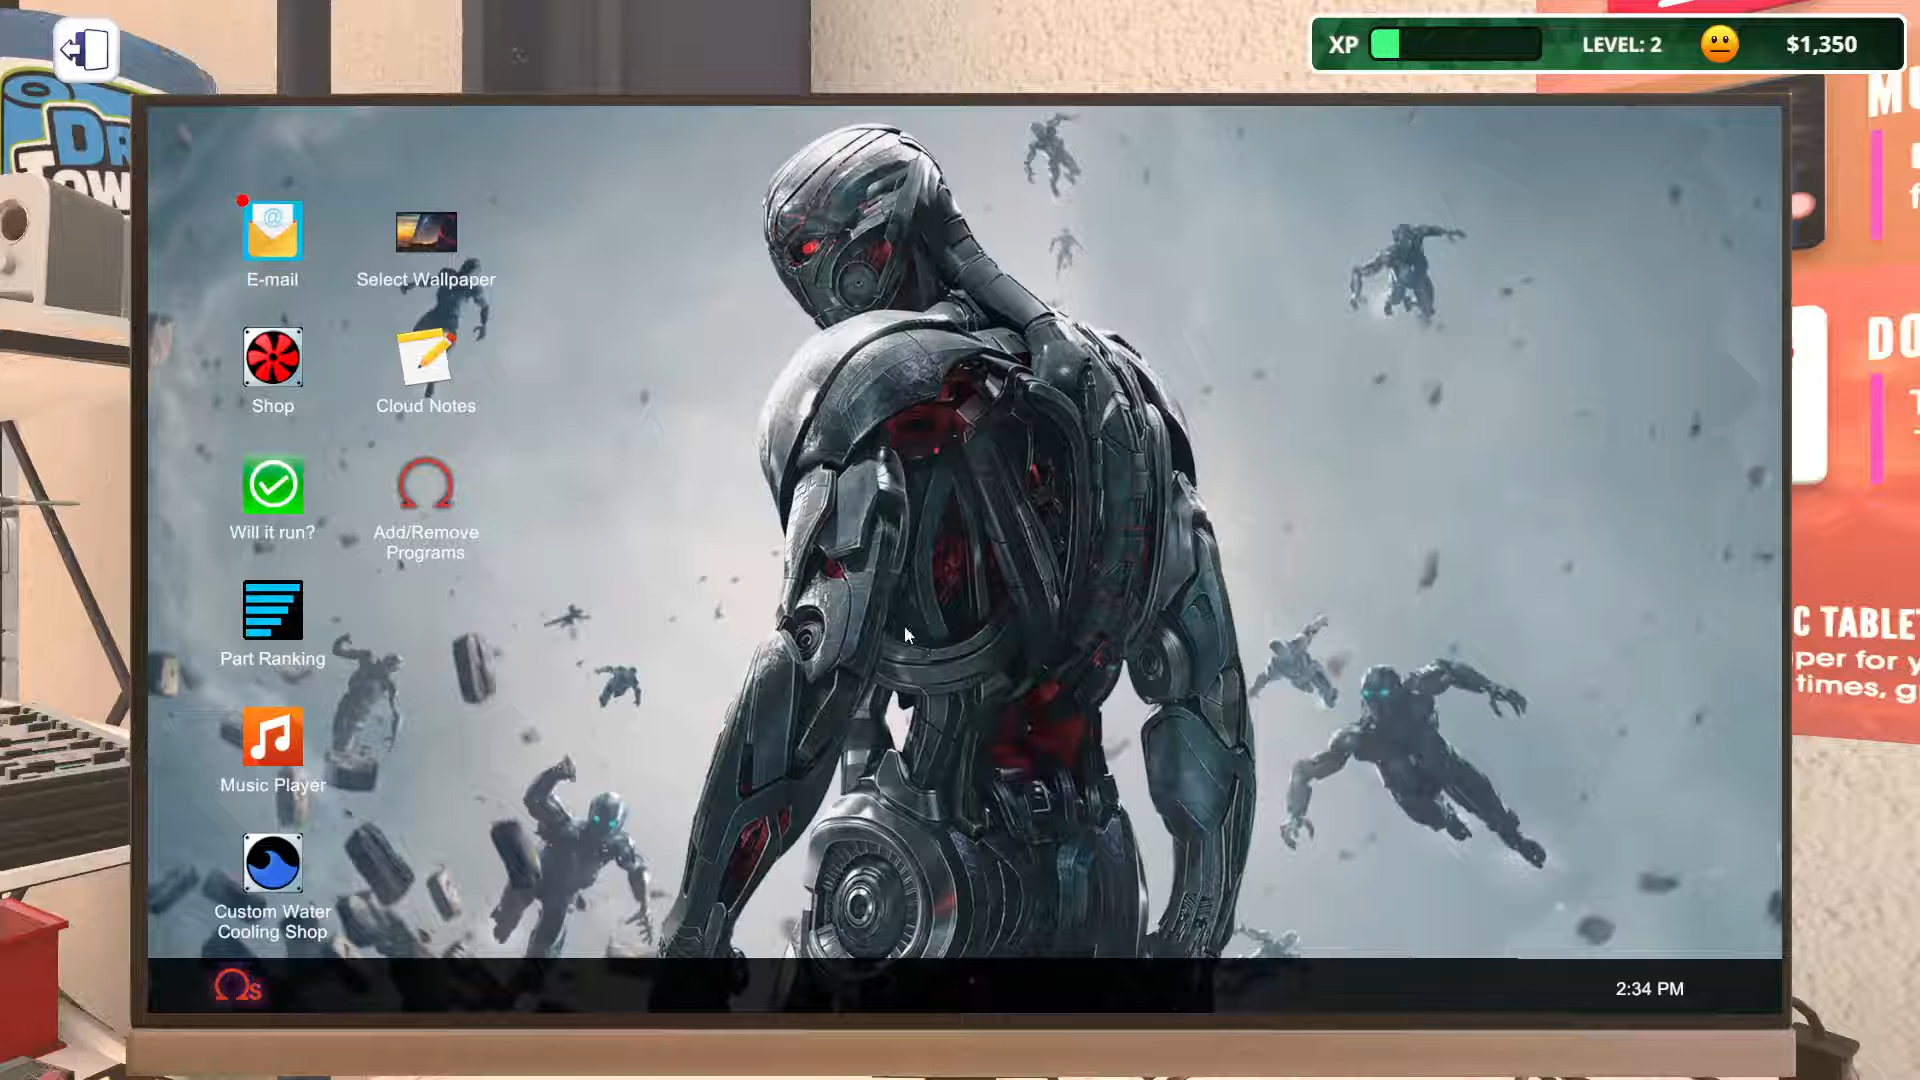 XP
LEVEL: 2
$1,350
E-mail
Select Wallpaper
Shop
Cloud Notes
Will it run?
Add/Remove
Programs
Part Ranking
Music Player
Custom Water
Cooling Shop
Ωs
2:34 PM
C TABLE
per for y
times, g